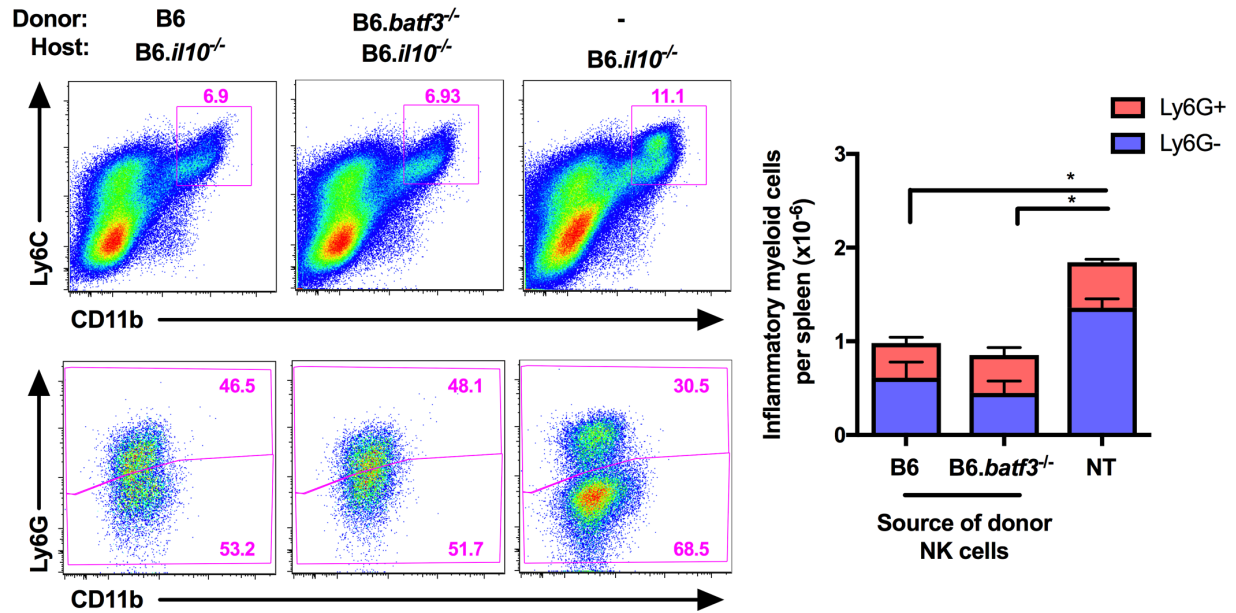 Donor: B6 B6.batf3-/- -
Host: B6.il10-/- B6.il10-/- B6.il10-/-
6.9 6.93 11.1
Ly6C
CD11b
46.5 48.1 30.5
Ly6G
53.2 51.7 68.5
CD11b
Ly6G+
Ly6G-
Inflammatory myeloid cells
per spleen (x10-6)
3
*
*
2
1
0
B6 B6.batf3-/- NT
Source of donor
NK cells